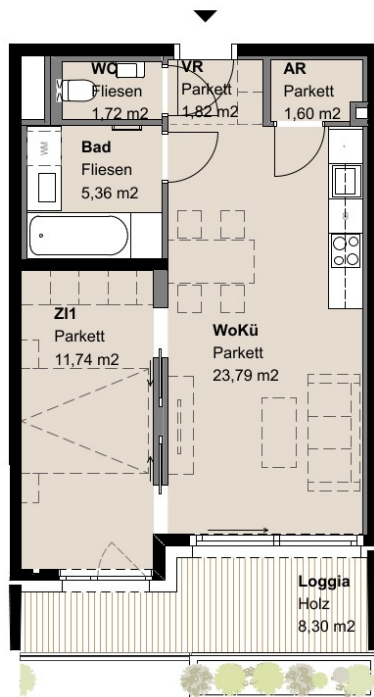 WC
Fliesen
1,72 m2
VR
Parkett
1,82 m2
AR
Parkett
1,60 m2
Bad
Fliesen
5,36 m2
WM
ZI1
Parkett
11,74 m2
WoKü
Parkett
23,79 m2
Loggia
Holz
8,30 m2